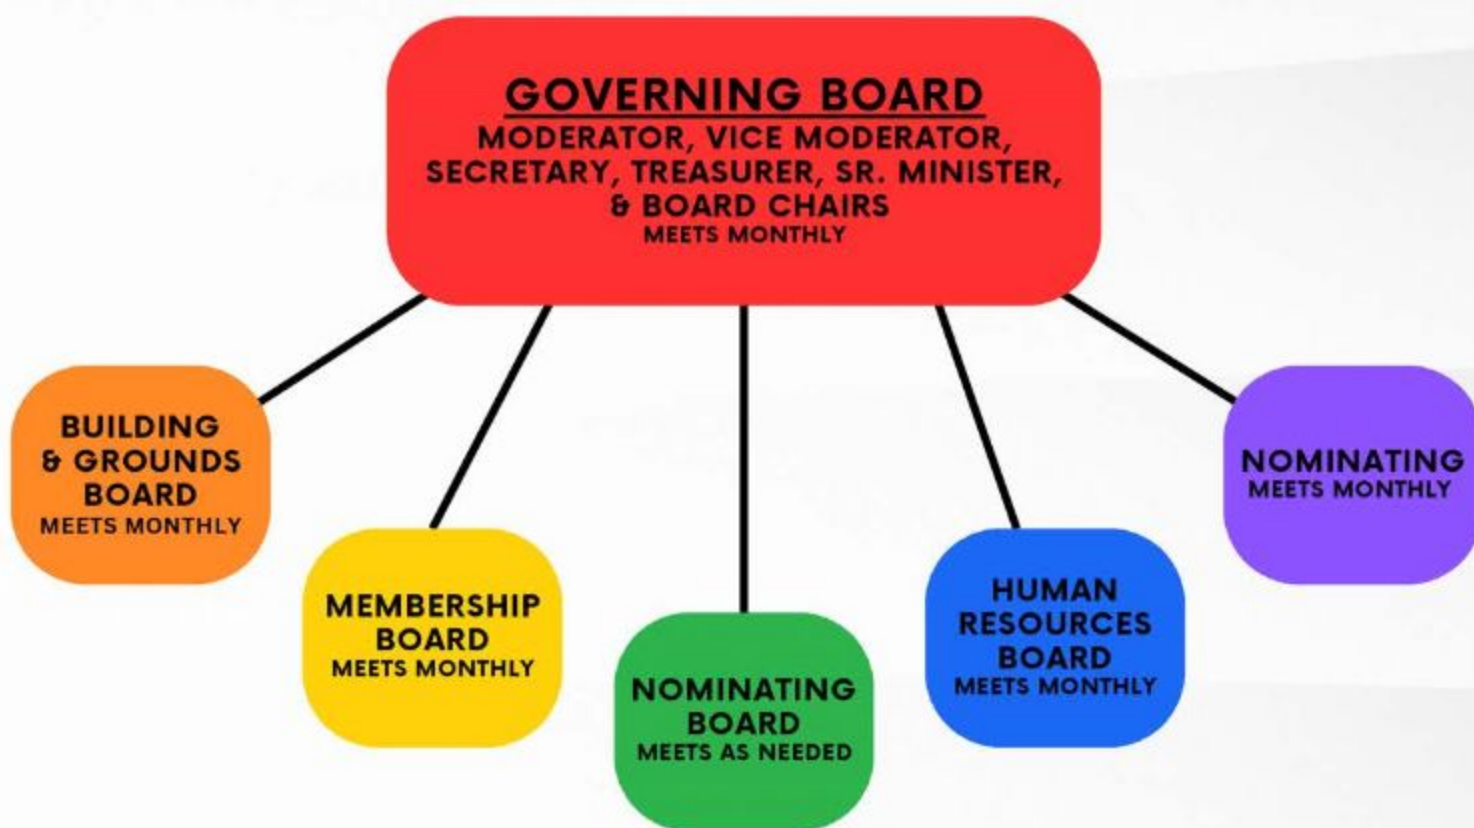 GOVERNING BOARD
MODERATOR, VICE MODERATOR,
SECRETARY, TREASURER, SR. MINISTER,
& BOARD CHAIRS
MEETS MONTHLY
BUILDING
& GROUNDS
BOARD
MEETS MONTHLY
MEMBERSHIP
BOARD
MEETS MONTHLY
NOMINATING
BOARD
MEETS AS NEEDED
HUMAN
RESOURCES
BOARD
MEETS MONTHLY
NOMINATING
MEETS MONTHLY